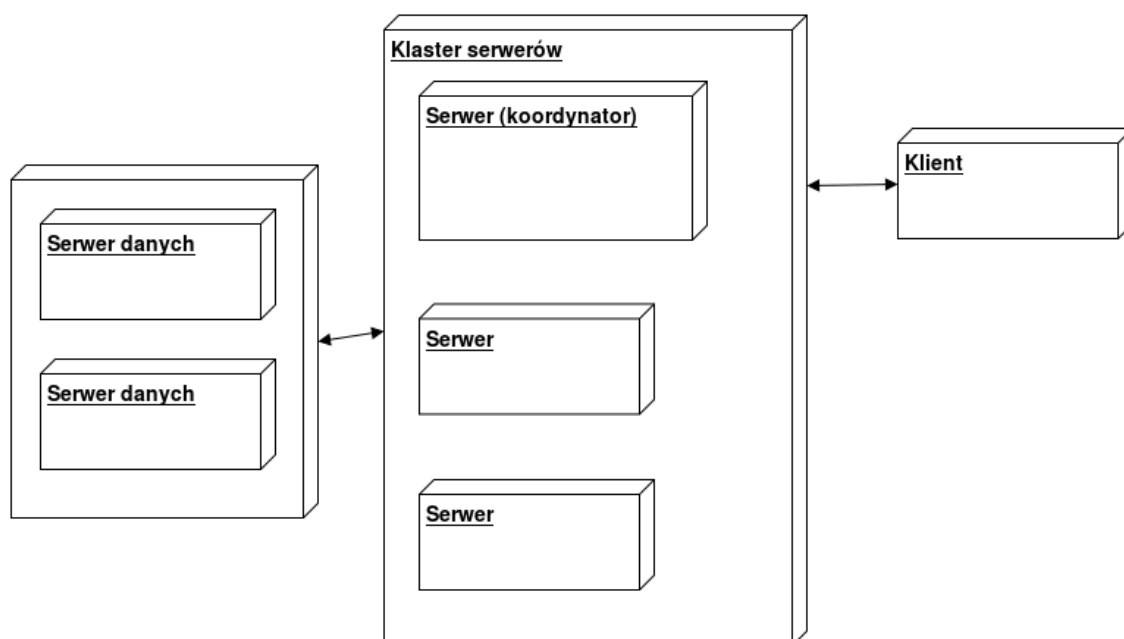 Klaster serwerów
Serwer (koordynator)
Klient
Serwer danych
Serwer
Serwer danych
Serwer